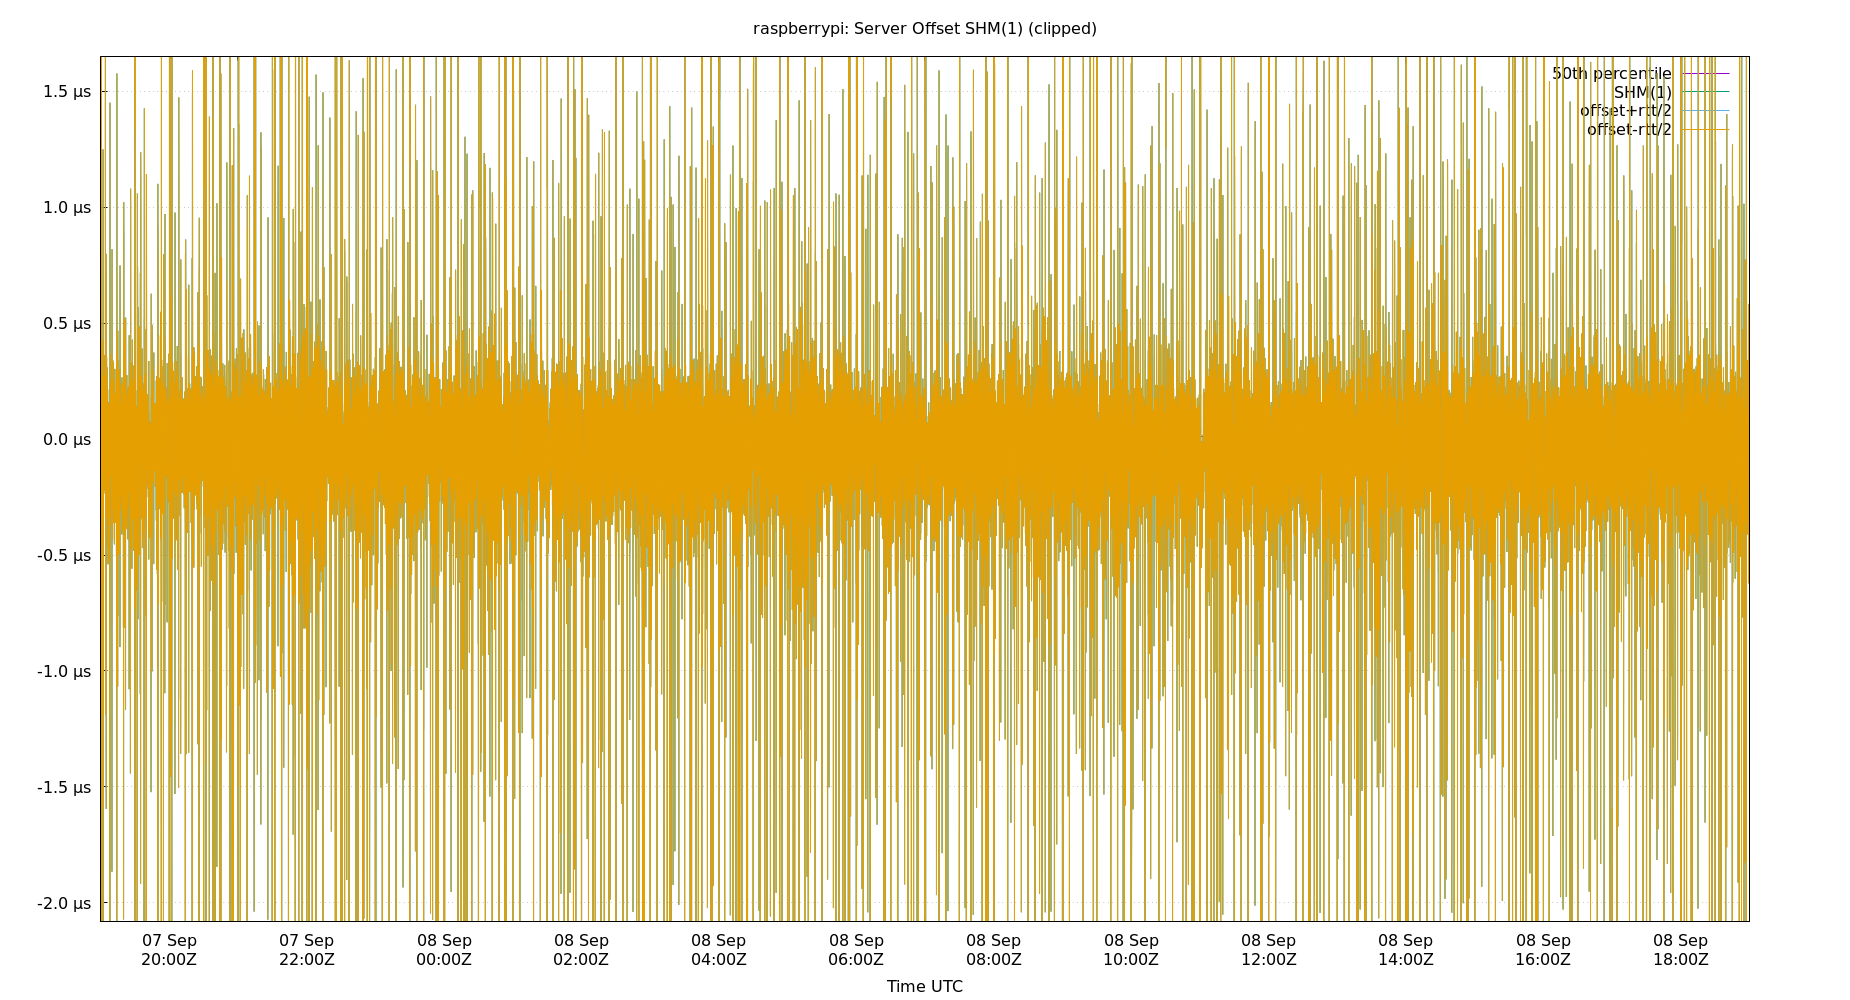 raspberrypi: Server Offset SHM(1) (clipped)
50th percentile
SHM(1)
offset+rtt/2
offset-rtt/2
1.5 µs
1.0 µs
0.5 µs
0.0 µs
-0.5 µs
-1.0 µs
-1.5 µs
-2.0 µs
07 Sep 07 Sep 08 Sep 08 Sep 08 Sep 08 Sep 08 Sep 08 Sep 08 Sep 08 Sep 08 Sep 08 Sep
20:00Z 22:00Z 00:00Z 02:00Z 04:00Z 06:00Z 08:00Z 10:00Z 12:00Z 14:00Z 16:00Z 18:00Z
Time UTC